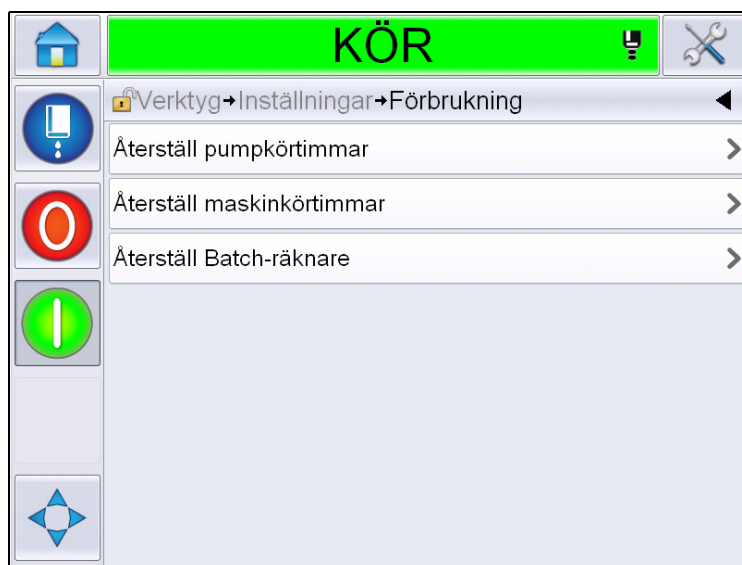 KÖR
Verktyg→Inställningar→Förbrukning
Återställ pumpkörtimmar
Återställ maskinkörtimmar
Återställ Batch-räknare